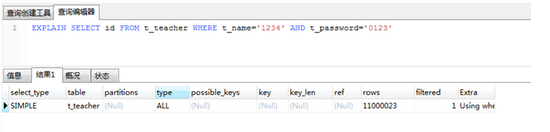 查询创建工具 查询编辑器
1 EXPLAIN SELECT id FROM t_teacher WHERE t_name='1234' AND t_password='0123'
信息 结果1 概况 状态
select_type table partitions type possible_keys key key_len ref rows filtered Extra
SIMPLE t_teacher (Null) ALL (Null) (Null) (Null) (Null) 11000023 1 Using whe